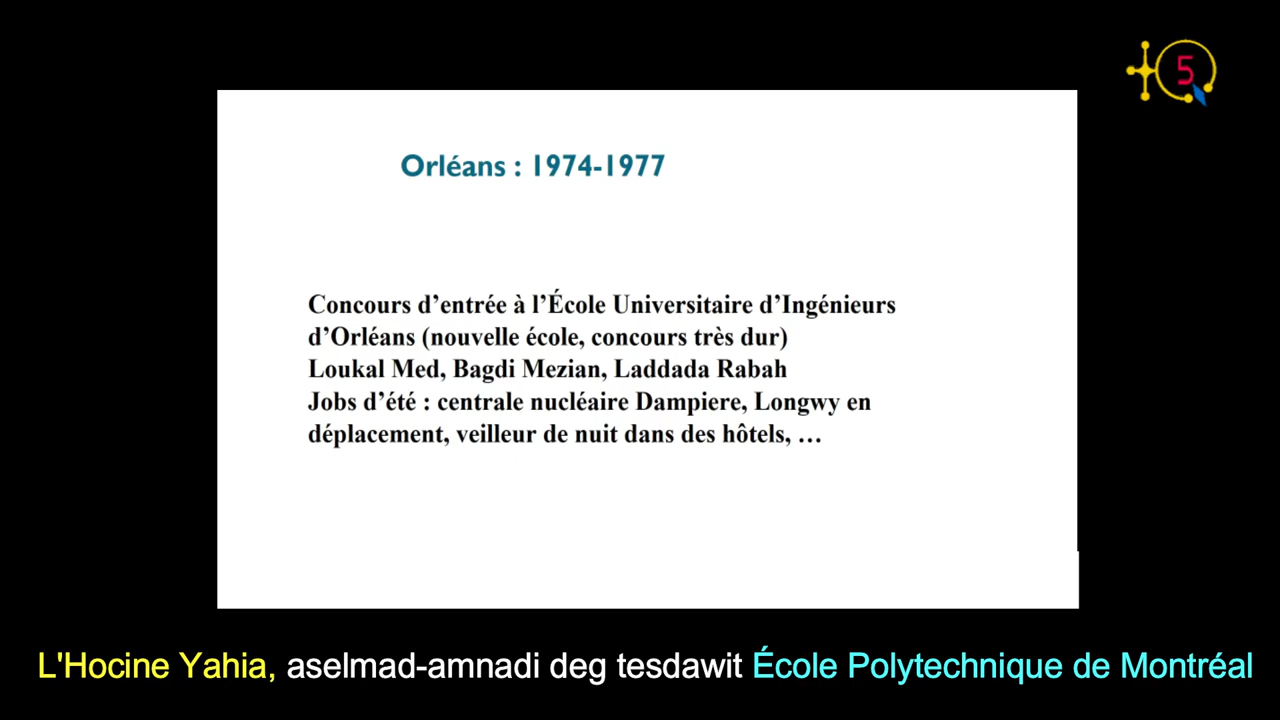 5
Orléans : 1974-1977
Concours d’entrée à l’École Universitaire d’Ingénieurs
d’Orléans (nouvelle école, concours très dur)
Loukal Med, Bagdi Mezian, Laddada Rabah
Jobs d’été : centrale nucléaire Dampiere, Longwy en
déplacement, veilleur de nuit dans des hôtels, …
L'Hocine Yahia, aselmad-amnadi deg tesdawit École Polytechnique de Montréal